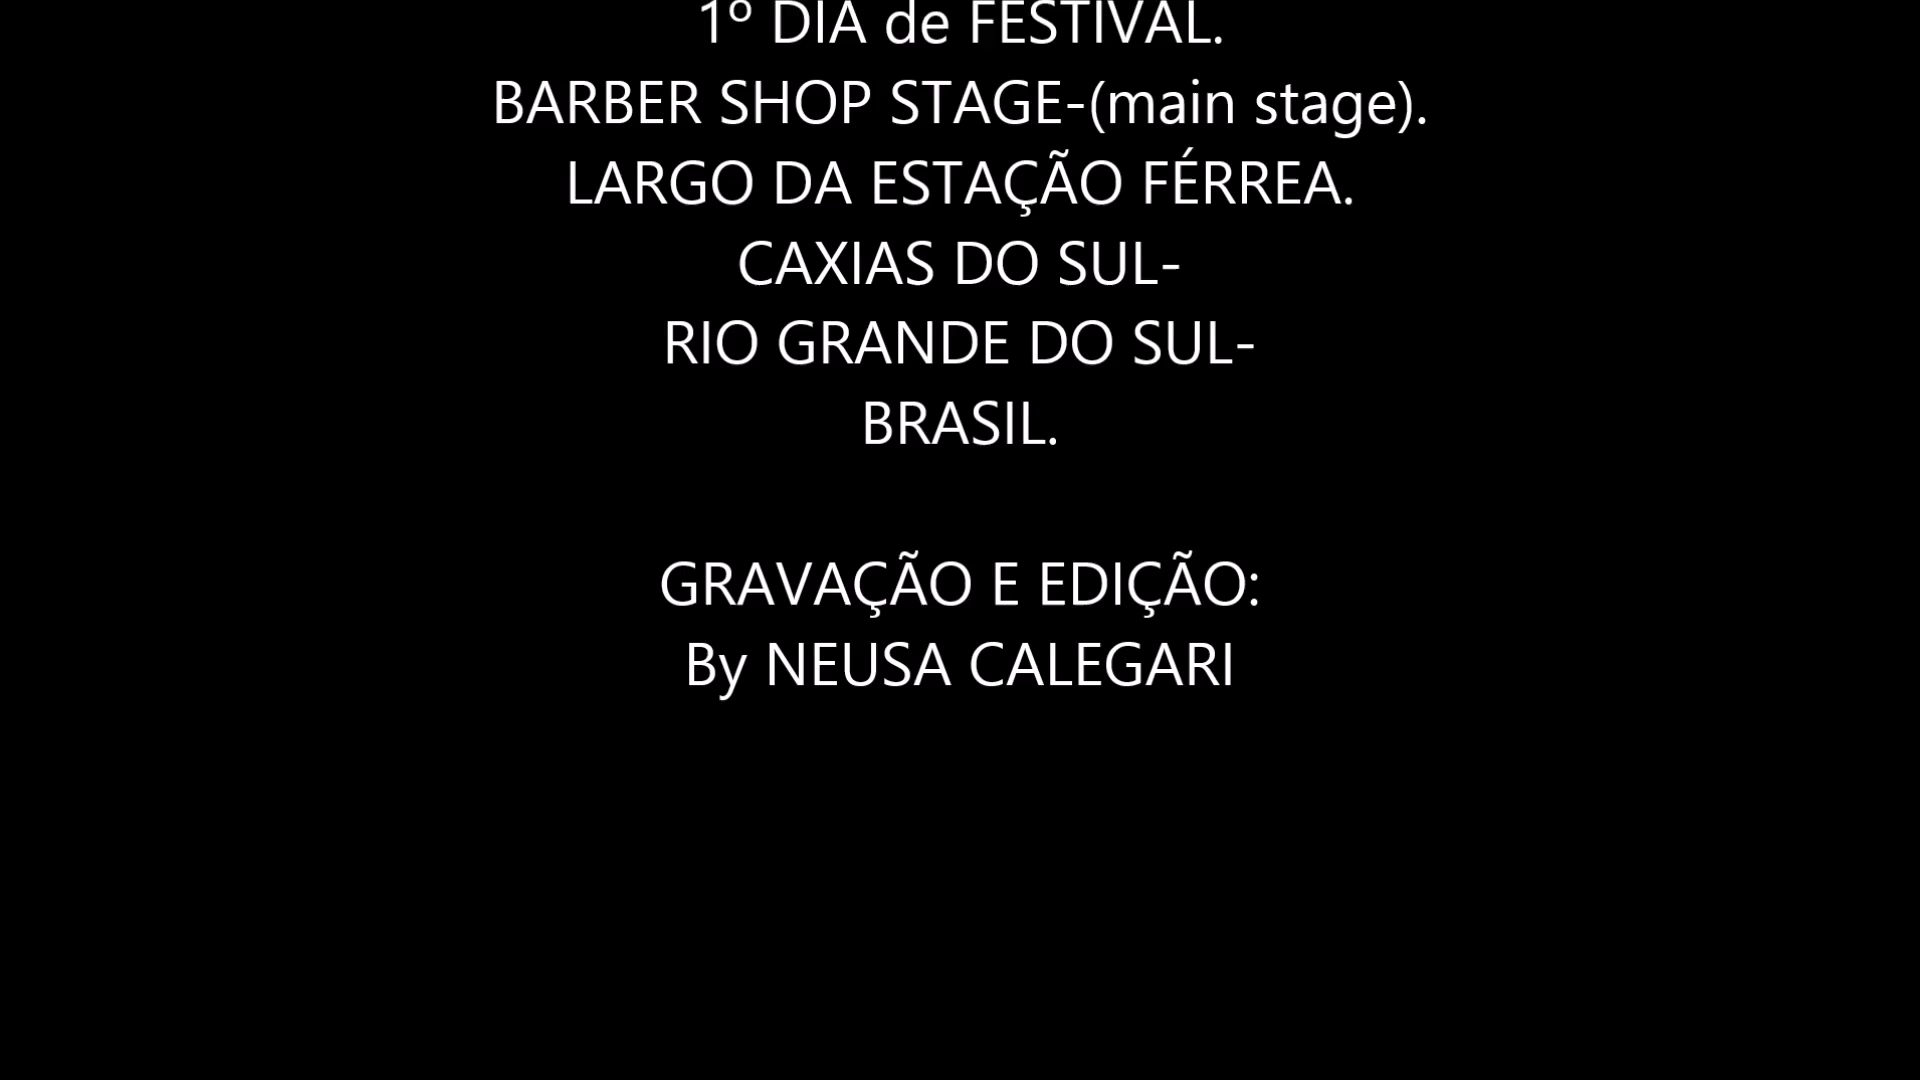 1º DIA de FESTIVAL.
BARBER SHOP STAGE-(main stage).
LARGO DA ESTAÇÃO FÉRREA.
CAXIAS DO SUL-
RIO GRANDE DO SUL-
BRASIL.
GRAVAÇÃO E EDIÇÃO:
By NEUSA CALEGARI